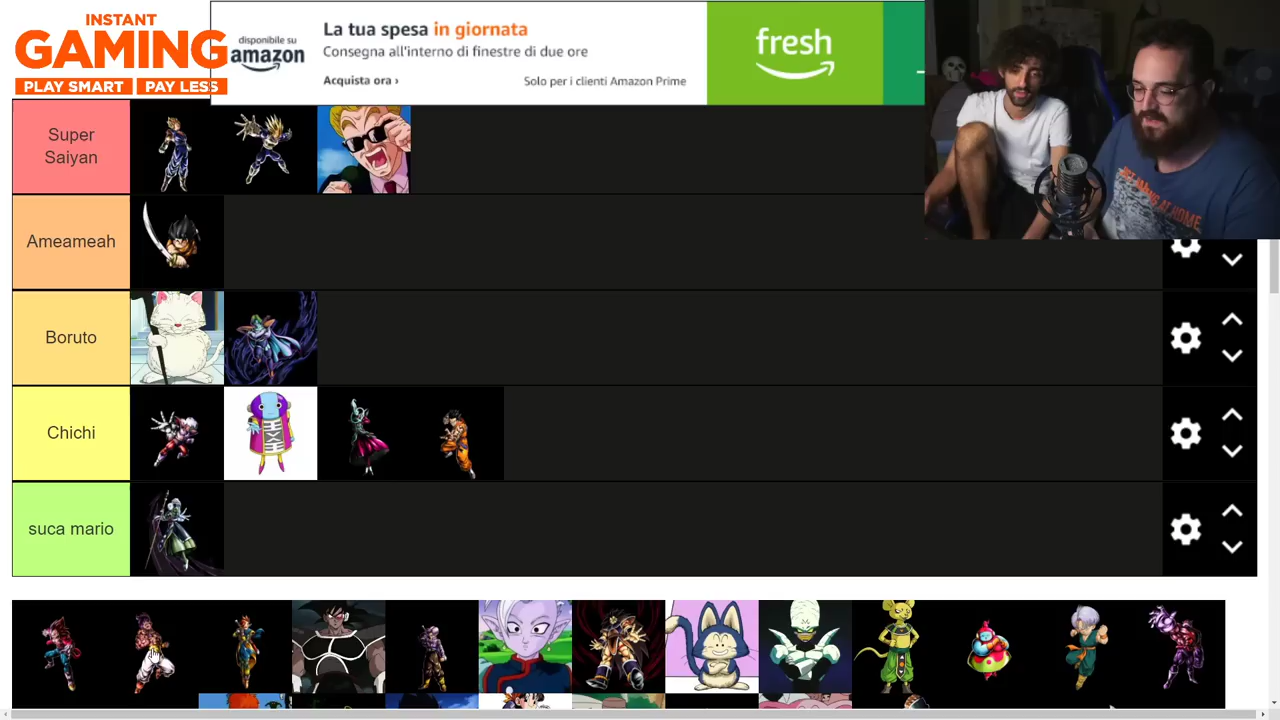 INSTANT
GAMING
PLAY SMART PAY LESS
disponibile su
amazon
La tua spesa in giornata
Consegna all'interno di finestre di due ore
Acquista ora ›
Solo per i clienti Amazon Prime
fresh
Super
Saiyan
Ameameah
Boruto
Chichi
suca mario